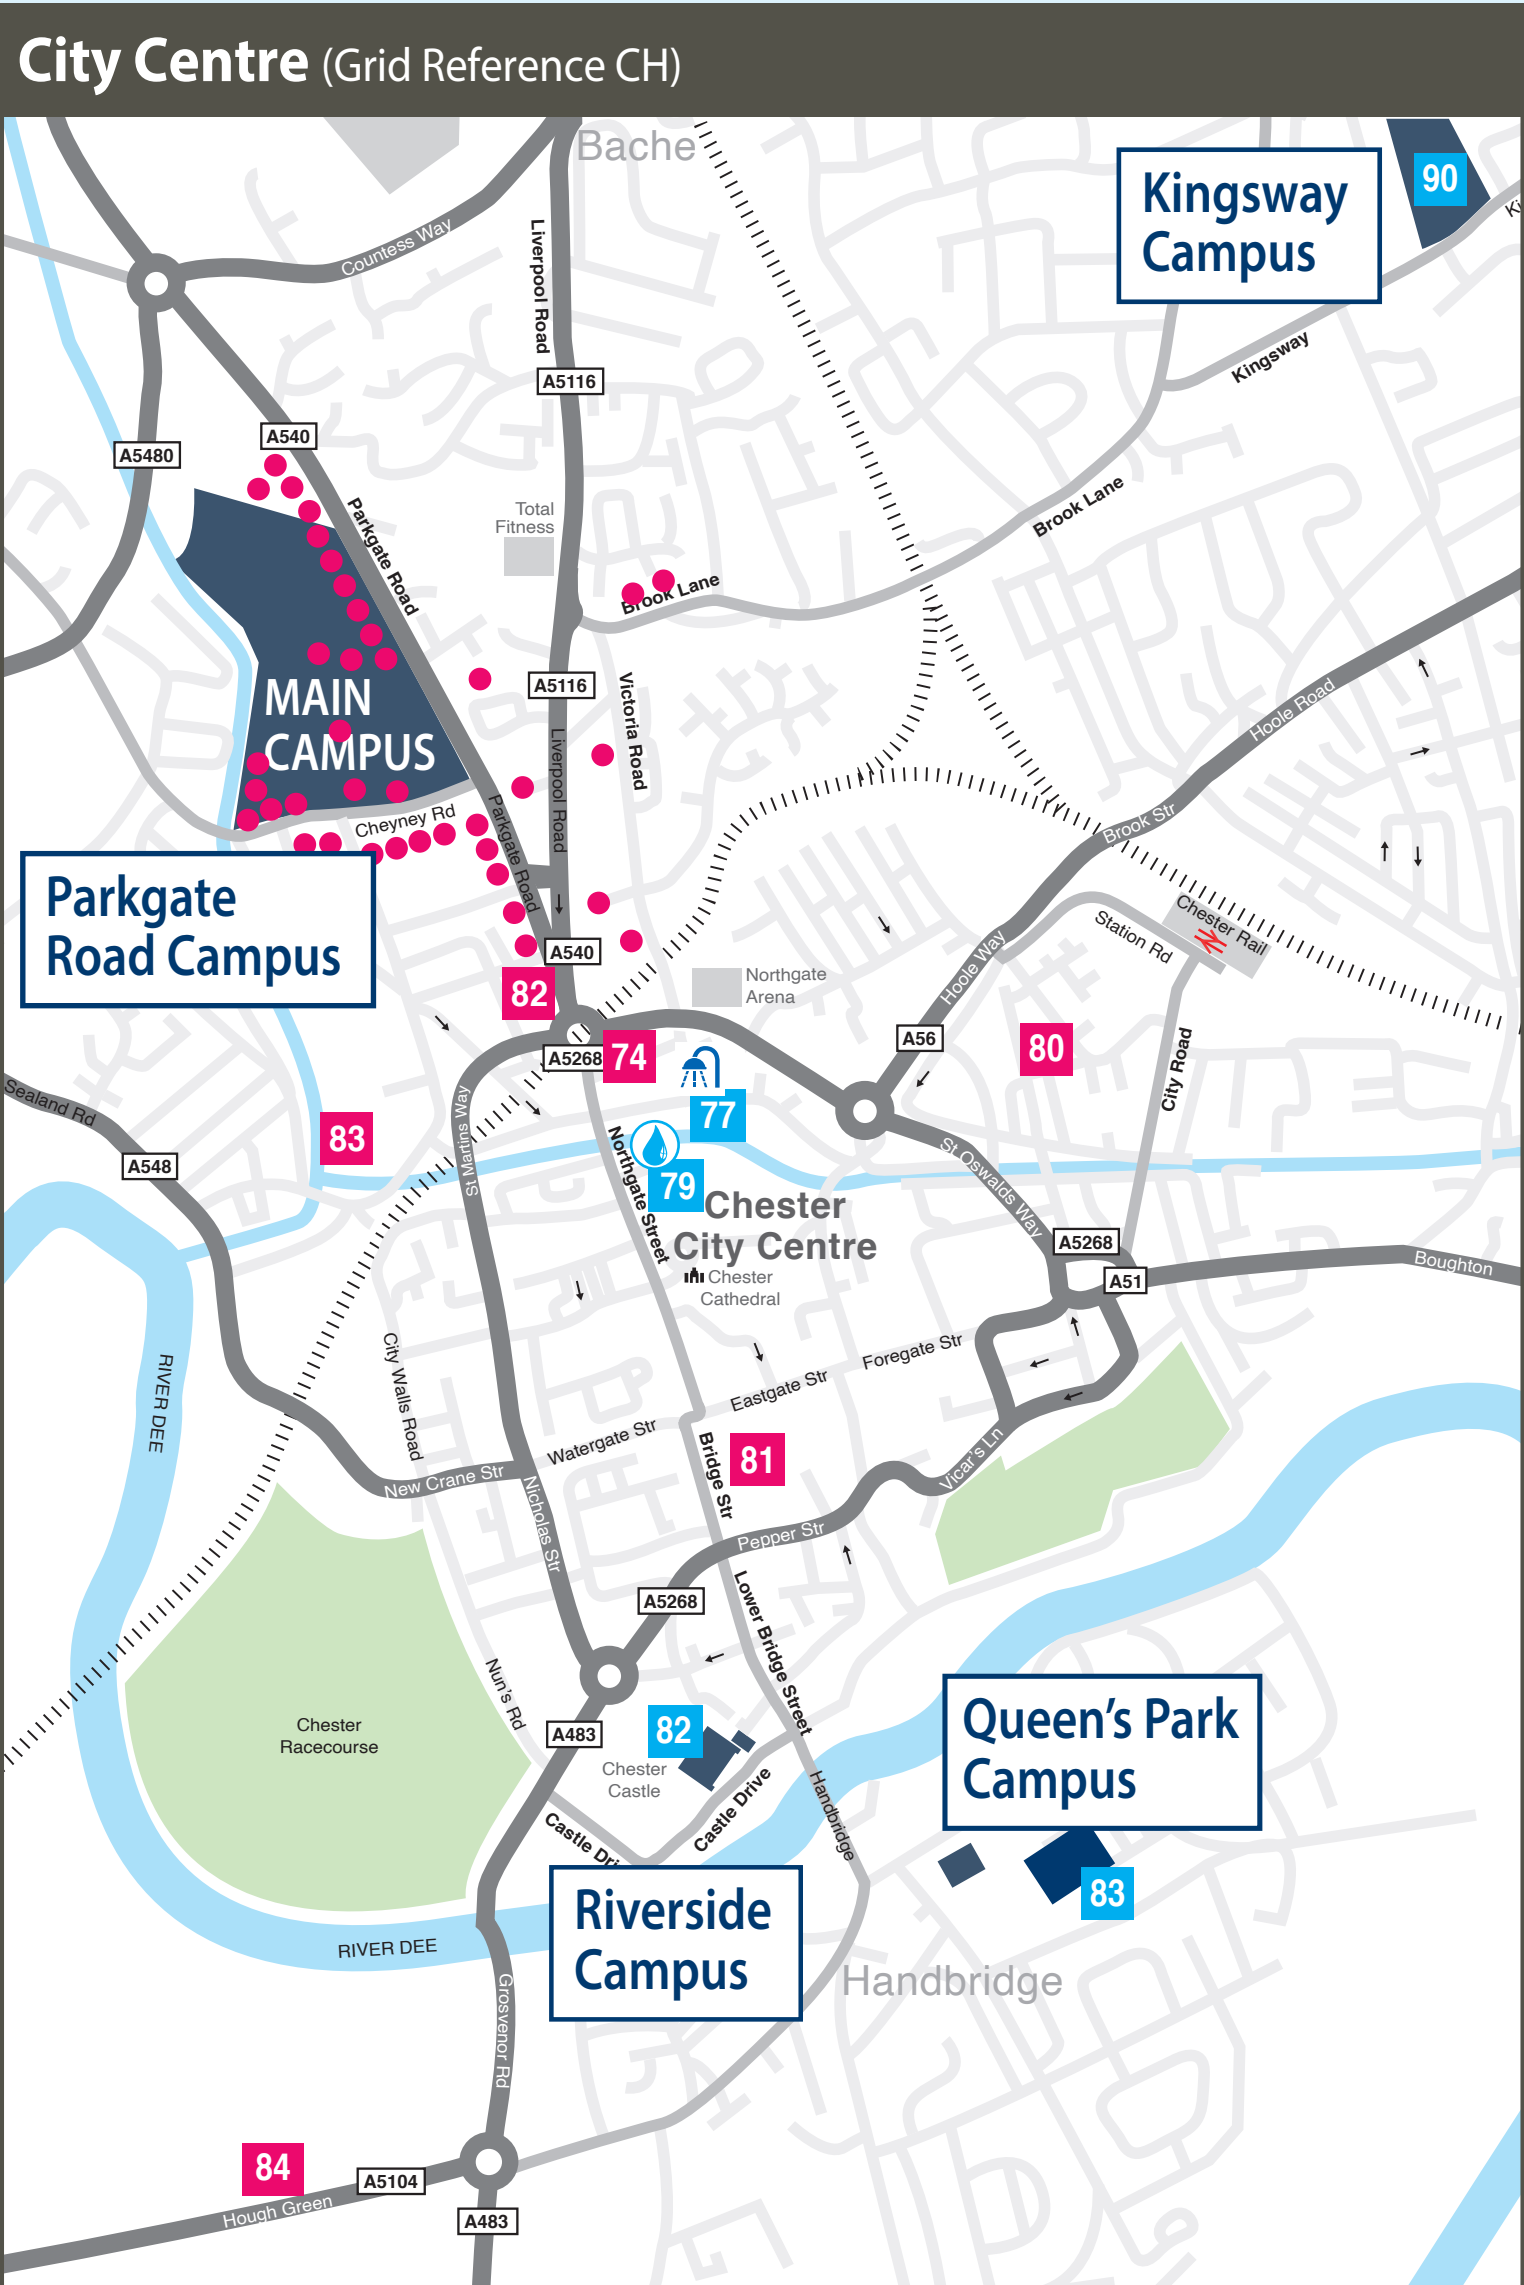 City Centre (Grid Reference CH)
Bache
Kingsway
Campus
90
Countess Way
Liverpool Road
A5116
Kingsway
A5480
A540
Parkgate Road
Total
Fitness
Brook Lane
Brook Lane
A5116
Victoria Road
Hoole Road
MAIN
CAMPUS
Liverpool Road
Cheyney Rd
Parkgate Road
Brook Str
Parkgate
Road Campus
Station Rd
Chester Rail
A540
82
Northgate
Arena
Hoole Way
A5268
74
A56
80
City Road
Sealand Rd
83
A548
St Martins Way
77
79
Northgate Street
Chester
City Centre
Chester
Cathedral
St Oswalds Way
A5268
A51
Boughton
RIVER DEE
City Walls Road
Foregate Str
Eastgate Str
Watergate Str
New Crane Str
81
Bridge Str
Vicar's Ln
Nicholas Str
Pepper Str
A5268
Lower Bridge Street
Nun's Rd
Chester
Racecourse
A483
82
Chester
Castle
Castle Drive
Queen's Park
Campus
83
Handbridge
Riverside
Campus
RIVER DEE
Handbridge
Grosvenor Rd
84
A5104
Hough Green
A483